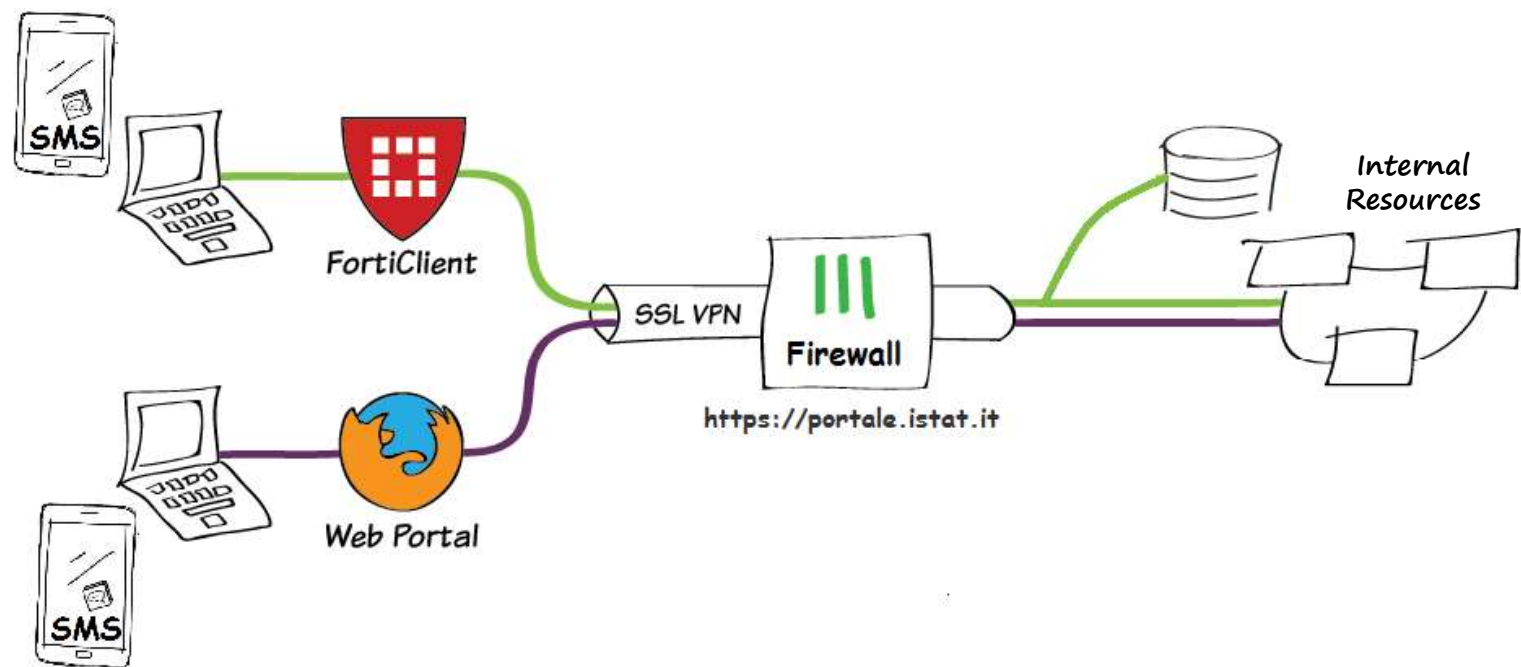 SMS
FortiClient
SSL VPN
Firewall
https://portale.istat.it
Internal
Resources
Web Portal
SMS